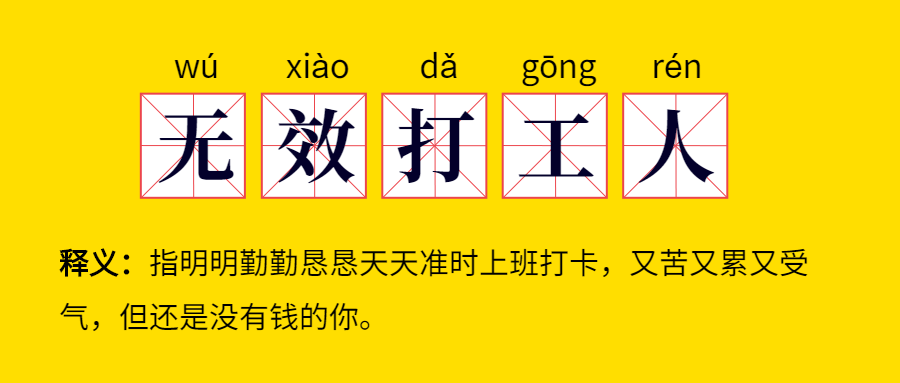 wú xiào dǎ gōng rén
无效打工人
释义：指明明勤勤恳恳天天准时上班打卡，又苦又累又受
气，但还是没有钱的你。